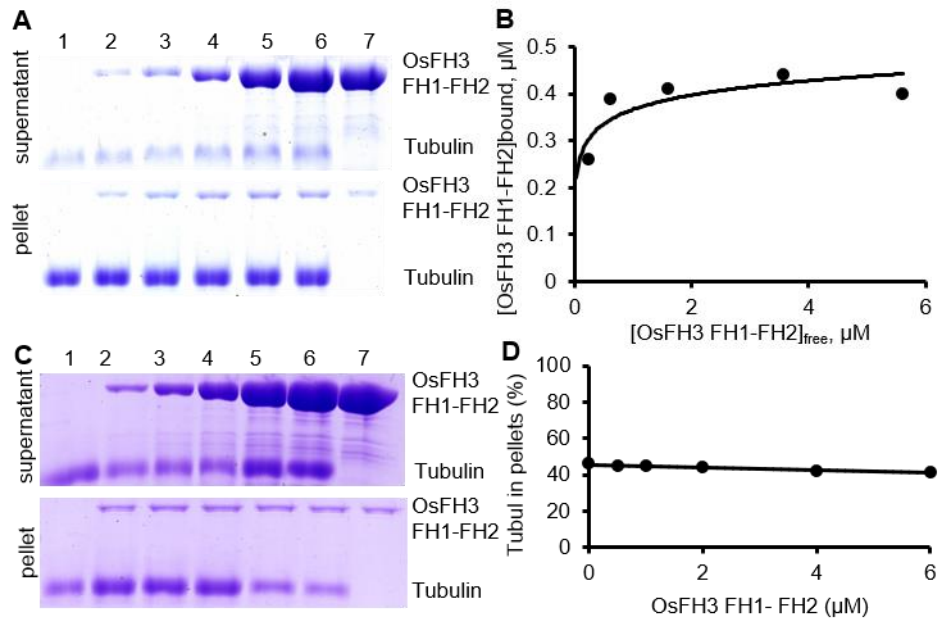 A
1 2 3 4 5 6 7
supernatant
OsFH3
FH1-FH2
Tubulin
pellet
OsFH3
FH1-FH2
Tubulin
B
[OsFH3 FH1-FH2]bound, µM
0.5
0.4
0.3
0.2
0.1
0
0 2 4 6
[OsFH3 FH1-FH2]free, µM
C
1 2 3 4 5 6 7
supernatant
OsFH3
FH1-FH2
Tubulin
pellet
OsFH3
FH1-FH2
Tubulin
D
Tubul in pellets (%)
100
80
60
40
20
0
0 2 4 6
OsFH3 FH1- FH2 (µM)